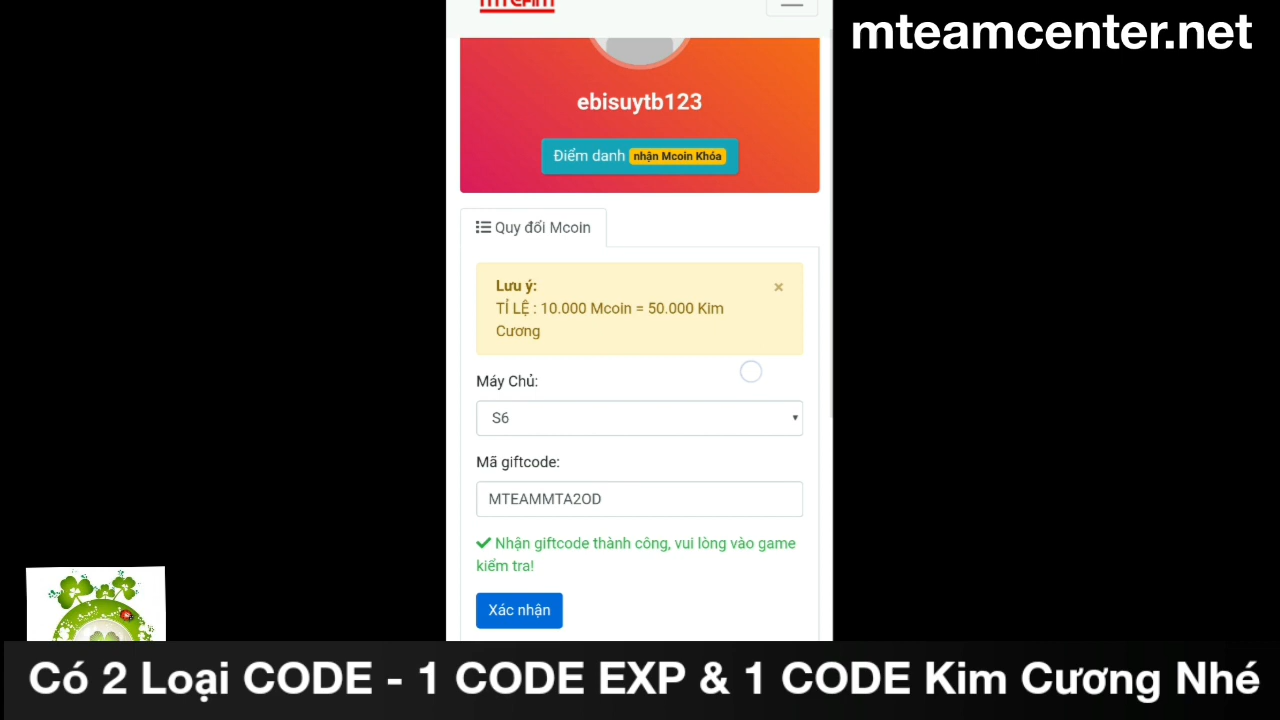 MTEAM
mteamcenter.net
ebisuytb123
Điểm danh nhận Mcoin Khóa
Quy đổi Mcoin
Lưu ý:
×
TỈ LỆ : 10.000 Mcoin = 50.000 Kim
Cương
Máy Chủ:
S6
Mã giftcode:
MTEAMMTA2OD
Nhận giftcode thành công, vui lòng vào game
kiểm tra!
Xác nhận
Có 2 Loại CODE - 1 CODE EXP & 1 CODE Kim Cương Nhé